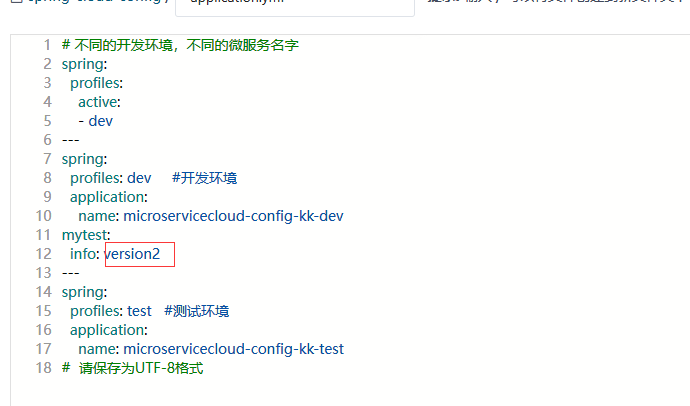 spring-cloud-config /
1 # 不同的开发环境，不同的微服务名字
2 spring:
3   profiles:
4     active:
5     - dev
6 ---
7 spring:
8   profiles: dev     #开发环境
9   application:
10     name: microservicecloud-config-kk-dev
11 mytest:
12   info: version2
13 ---
14 spring:
15   profiles: test   #测试环境
16   application:
17     name: microservicecloud-config-kk-test
18 #  请保存为UTF-8格式